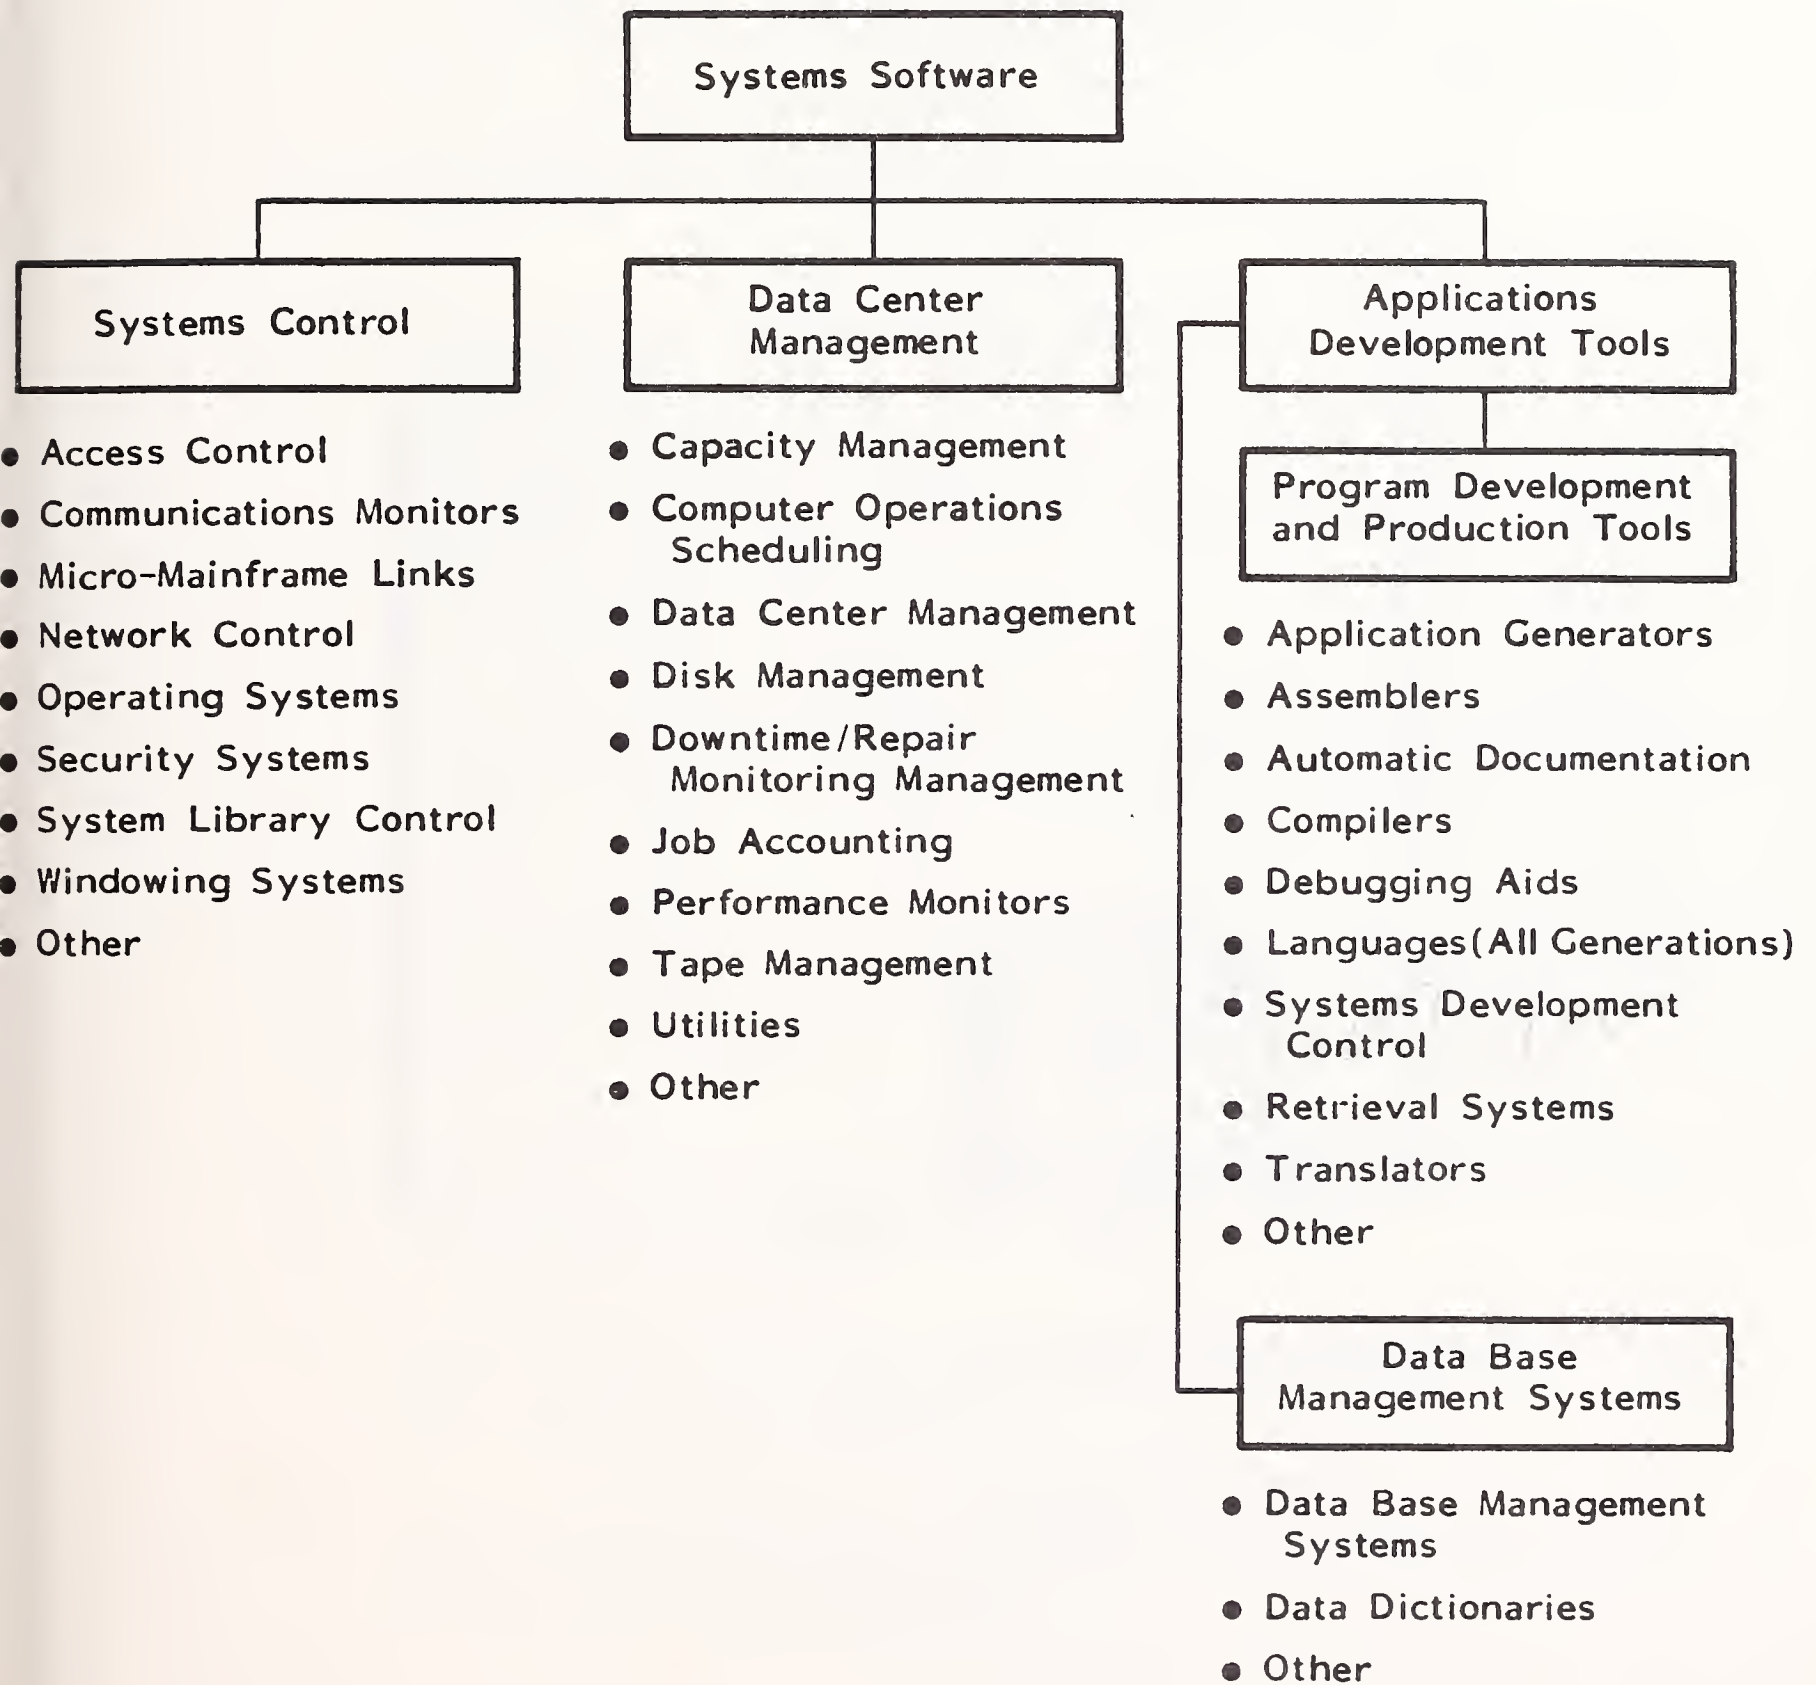 Systems Software
Systems Control
● Access Control
● Communications Monitors
● Micro-Mainframe Links
● Network Control
● Operating Systems
● Security Systems
● System Library Control
● Windowing Systems
● Other
Data Center
Management
● Capacity Management
● Computer Operations
Scheduling
● Data Center Management
● Disk Management
● Downtime/Repair
Monitoring Management
● Job Accounting
● Performance Monitors
● Tape Management
● Utilities
● Other
Applications
Development Tools
Program Development
and Production Tools
● Application Generators
● Assemblers
● Automatic Documentation
● Compilers
● Debugging Aids
● Languages(All Generations)
● Systems Development
Control
● Retrieval Systems
● Translators
● Other
Data Base
Management Systems
● Data Base Management
Systems
● Data Dictionaries
● Other